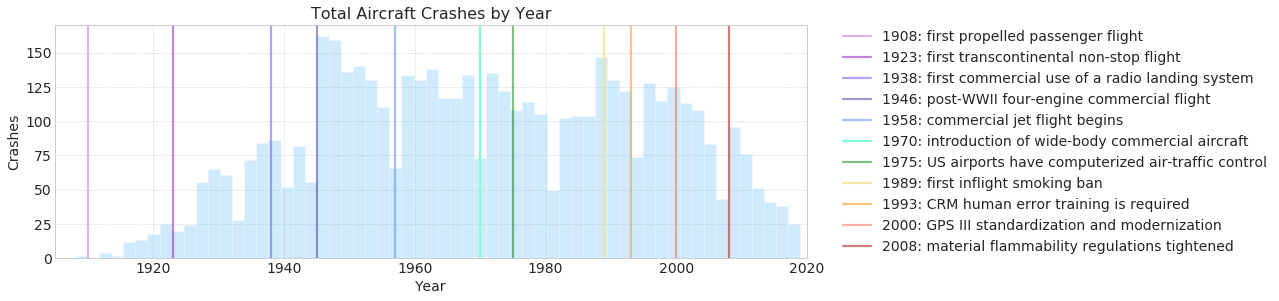 Total Aircraft Crashes by Year
150
125
100
75
50
25
0
Crashes
1920
1940
1960
1980
2000
2020
Year
1908: first propelled passenger flight
1923: first transcontinental non-stop flight
1938: first commercial use of a radio landing system
1946: post-WWII four-engine commercial flight
1958: commercial jet flight begins
1970: introduction of wide-body commercial aircraft
1975: US airports have computerized air-traffic control
1989: first inflight smoking ban
1993: CRM human error training is required
2000: GPS III standardization and modernization
2008: material flammability regulations tightened